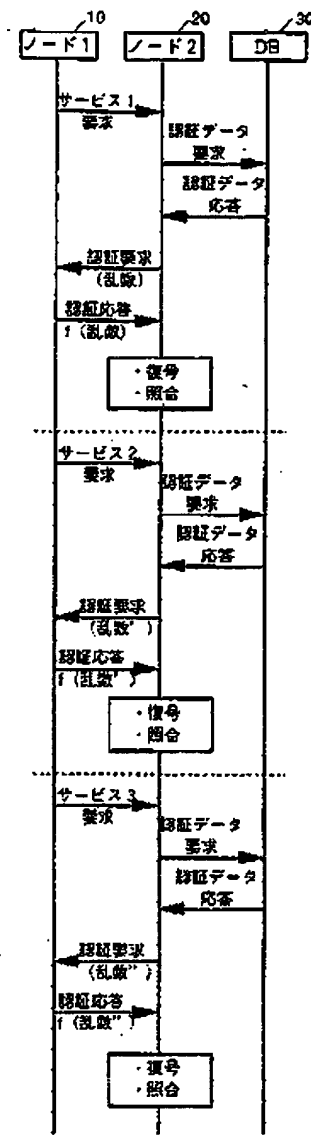 10 20 30
ノード1 ノード2 DB
サービス1
要求
認証データ
要求
認証データ
応答
認証要求
(乱数)
認証応答
f (乱数)
・復号
・照合
サービス2
要求
認証データ
要求
認証データ
応答
認証要求
(乱数')
認証応答
f (乱数')
・復号
・照合
サービス3
要求
認証データ
要求
認証データ
応答
認証要求
(乱数")
認証応答
f (乱数")
・復号
・照合